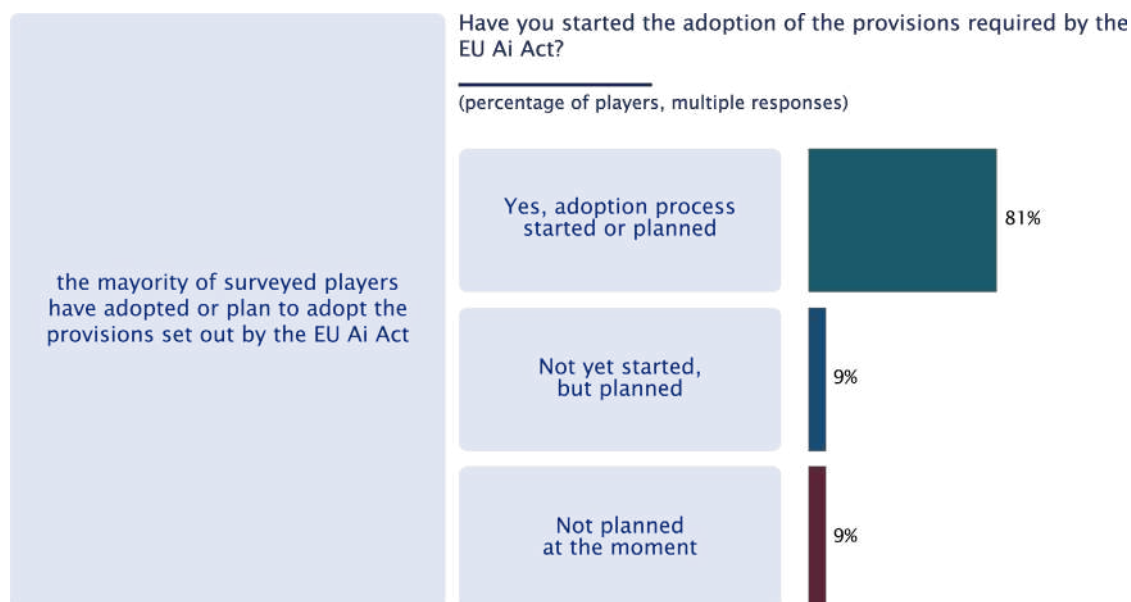 Have you started the adoption of the provisions required by the
EU Ai Act?
(percentage of players, multiple responses)
the mayority of surveyed players
have adopted or plan to adopt the
provisions set out by the EU Ai Act
Yes, adoption process
started or planned
81%
Not yet started,
but planned
9%
Not planned
at the moment
9%